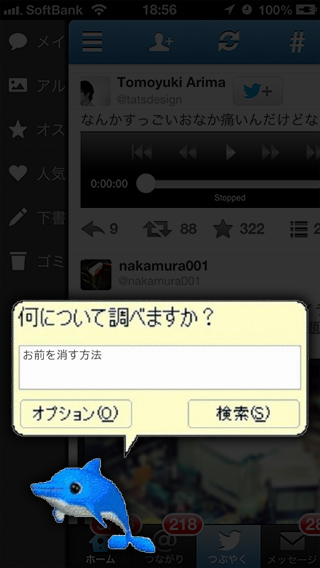 SoftBank 18:56 100%
メイ
アル
オス
人気
下書
ゴミ
#
Tomoyuki Arima
@tatsdesign
なんかすっごいおなか痛いんだけどな
0:00:00
Stopped
9 88 322
nakamura001
@nakamura001
何について調べますか?
お前を消す方法
オプション(O) 検索(S)
218 218 28
ホーム つながり つぶやく メッセージ